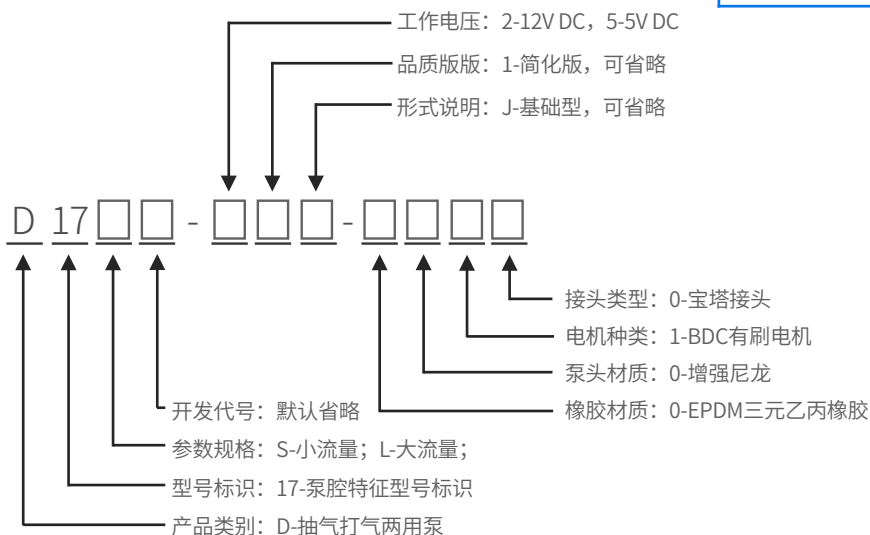 工作电压：2-12V DC，5-5V DC
品质版版：1-简化版，可省略
形式说明：J-基础型，可省略
D 17□□ - □□□ - □□□□
接头类型：0-宝塔接头
电机种类：1-BDC有刷电机
泵头材质：0-增强尼龙
橡胶材质：0-EPDM三元乙丙橡胶
开发代号：默认省略
参数规格：S-小流量；L-大流量；
型号标识：17-泵腔特征型号标识
产品类别：D-抽气打气两用泵